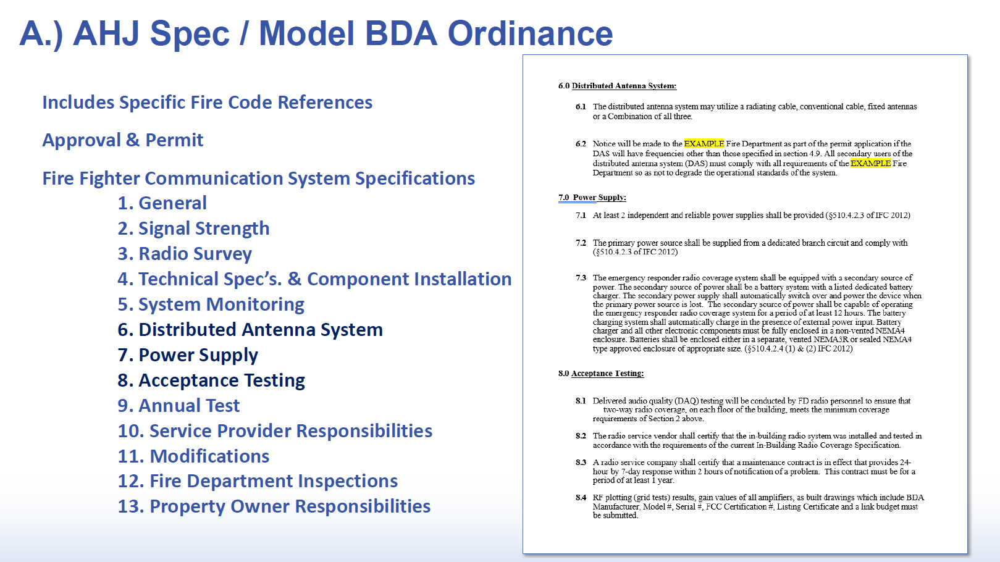 A.) AHJ Spec / Model BDA Ordinance
Includes Specific Fire Code References
Approval & Permit
Fire Fighter Communication System Specifications
1. General
2. Signal Strength
3. Radio Survey
4. Technical Spec’s. & Component Installation
5. System Monitoring
6. Distributed Antenna System
7. Power Supply
8. Acceptance Testing
9. Annual Test
10. Service Provider Responsibilities
11. Modifications
12. Fire Department Inspections
13. Property Owner Responsibilities
6.0 Distributed Antenna System:
6.1 The distributed antenna system may utilize a radiating cable, conventional cable, fixed antennas
or a Combination of all three.
6.2 Notice will be made to the EXAMPLE Fire Department as part of the permit application if the
DAS will have frequencies other than those specified in section 4.9. All secondary users of the
distributed antenna system (DAS) must comply with all requirements of the EXAMPLE Fire
Department so as not to degrade the operational standards of the system.
7.0 Power Supply:
7.1 At least 2 independent and reliable power supplies shall be provided (§510.4.2.3 of IFC 2012)
7.2 The primary power source shall be supplied from a dedicated branch circuit and comply with
(§510.4.2.3 of IFC 2012)
7.3 The emergency responder radio coverage system shall be equipped with a secondary source of
power. The secondary source of power shall be a battery system with a listed dedicated battery
charger. The secondary power supply shall automatically switch over and power the device when
the primary power source is lost. The secondary source of power shall be capable of operating
the emergency responder radio coverage system for a period of at least 12 hours. The battery
charging system shall automatically charge in the presence of external power input. Battery
charger and all other electronic components must be fully enclosed in a non-vented NEMA4
enclosure. Batteries shall be enclosed either in a separate, vented NEMA3R or sealed NEMA4
type approved enclosure of appropriate size. (§510.4.2.4 (1) & (2) IFC 2012)
8.0 Acceptance Testing:
8.1 Delivered audio quality (DAQ) testing will be conducted by FD radio personnel to ensure that
two-way radio coverage, on each floor of the building, meets the minimum coverage
requirements of Section 2 above.
8.2 The radio service vendor shall certify that the in-building radio system was installed and tested in
accordance with the requirements of the current In-Building Radio Coverage Specification.
8.3 A radio service company shall certify that a maintenance contract is in effect that provides 24-
hour by 7-day response within 2 hours of notification of a problem. This contract must be for a
period of at least 1 year.
8.4 RF plotting (grid tests) results, gain values of all amplifiers, as built drawings which include BDA
Manufacturer, Model #, Serial #, FCC Certification #, Listing Certificate and a link budget must
be submitted.